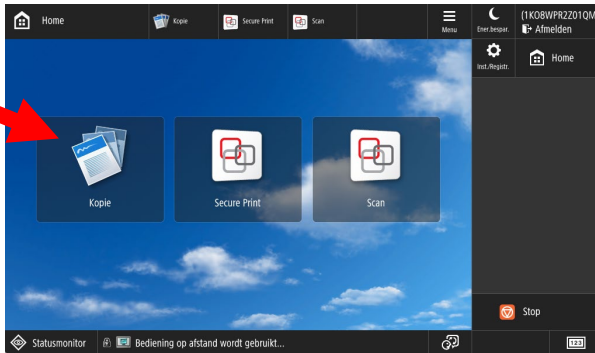 Home
Kopie
Secure Print
Scan
Menu
Ener.bespar.
(1KO8WPR2Z01QM
Afmelden
Inst./Registr.
Home
Kopie
Secure Print
Scan
Stop
Statusmonitor
Bediening op afstand wordt gebruikt...
123